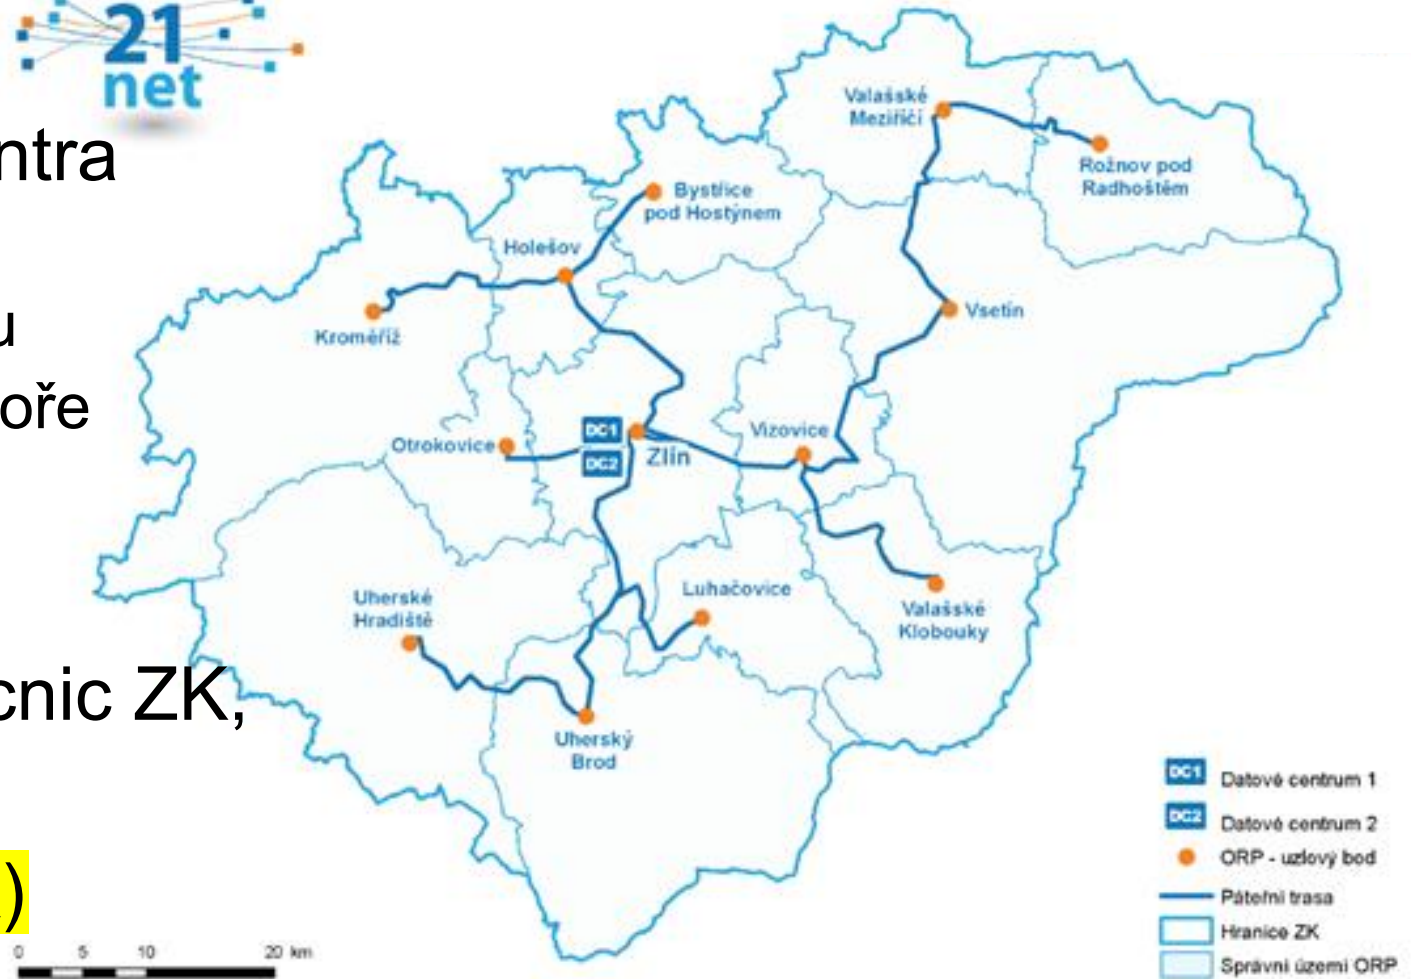 21
net
ntra
u
oře
cnic ZK,
)
Valašské
Meziříčí
Rožnov pod
Radhoštěm
Bystřice
pod Hostýnem
Holešov
Kroměříž
Vsetín
Otrokovice
DC1
DC2
Zlín
Vizovice
Uherské
Hradiště
Luhačovice
Valašské
Klobouky
Uherský
Brod
DC1 Datové centrum 1
DC2 Datové centrum 2
ORP - uzlový bod
Páteřní trasa
Hranice ZK
Správní území ORP
0 5 10 20 km